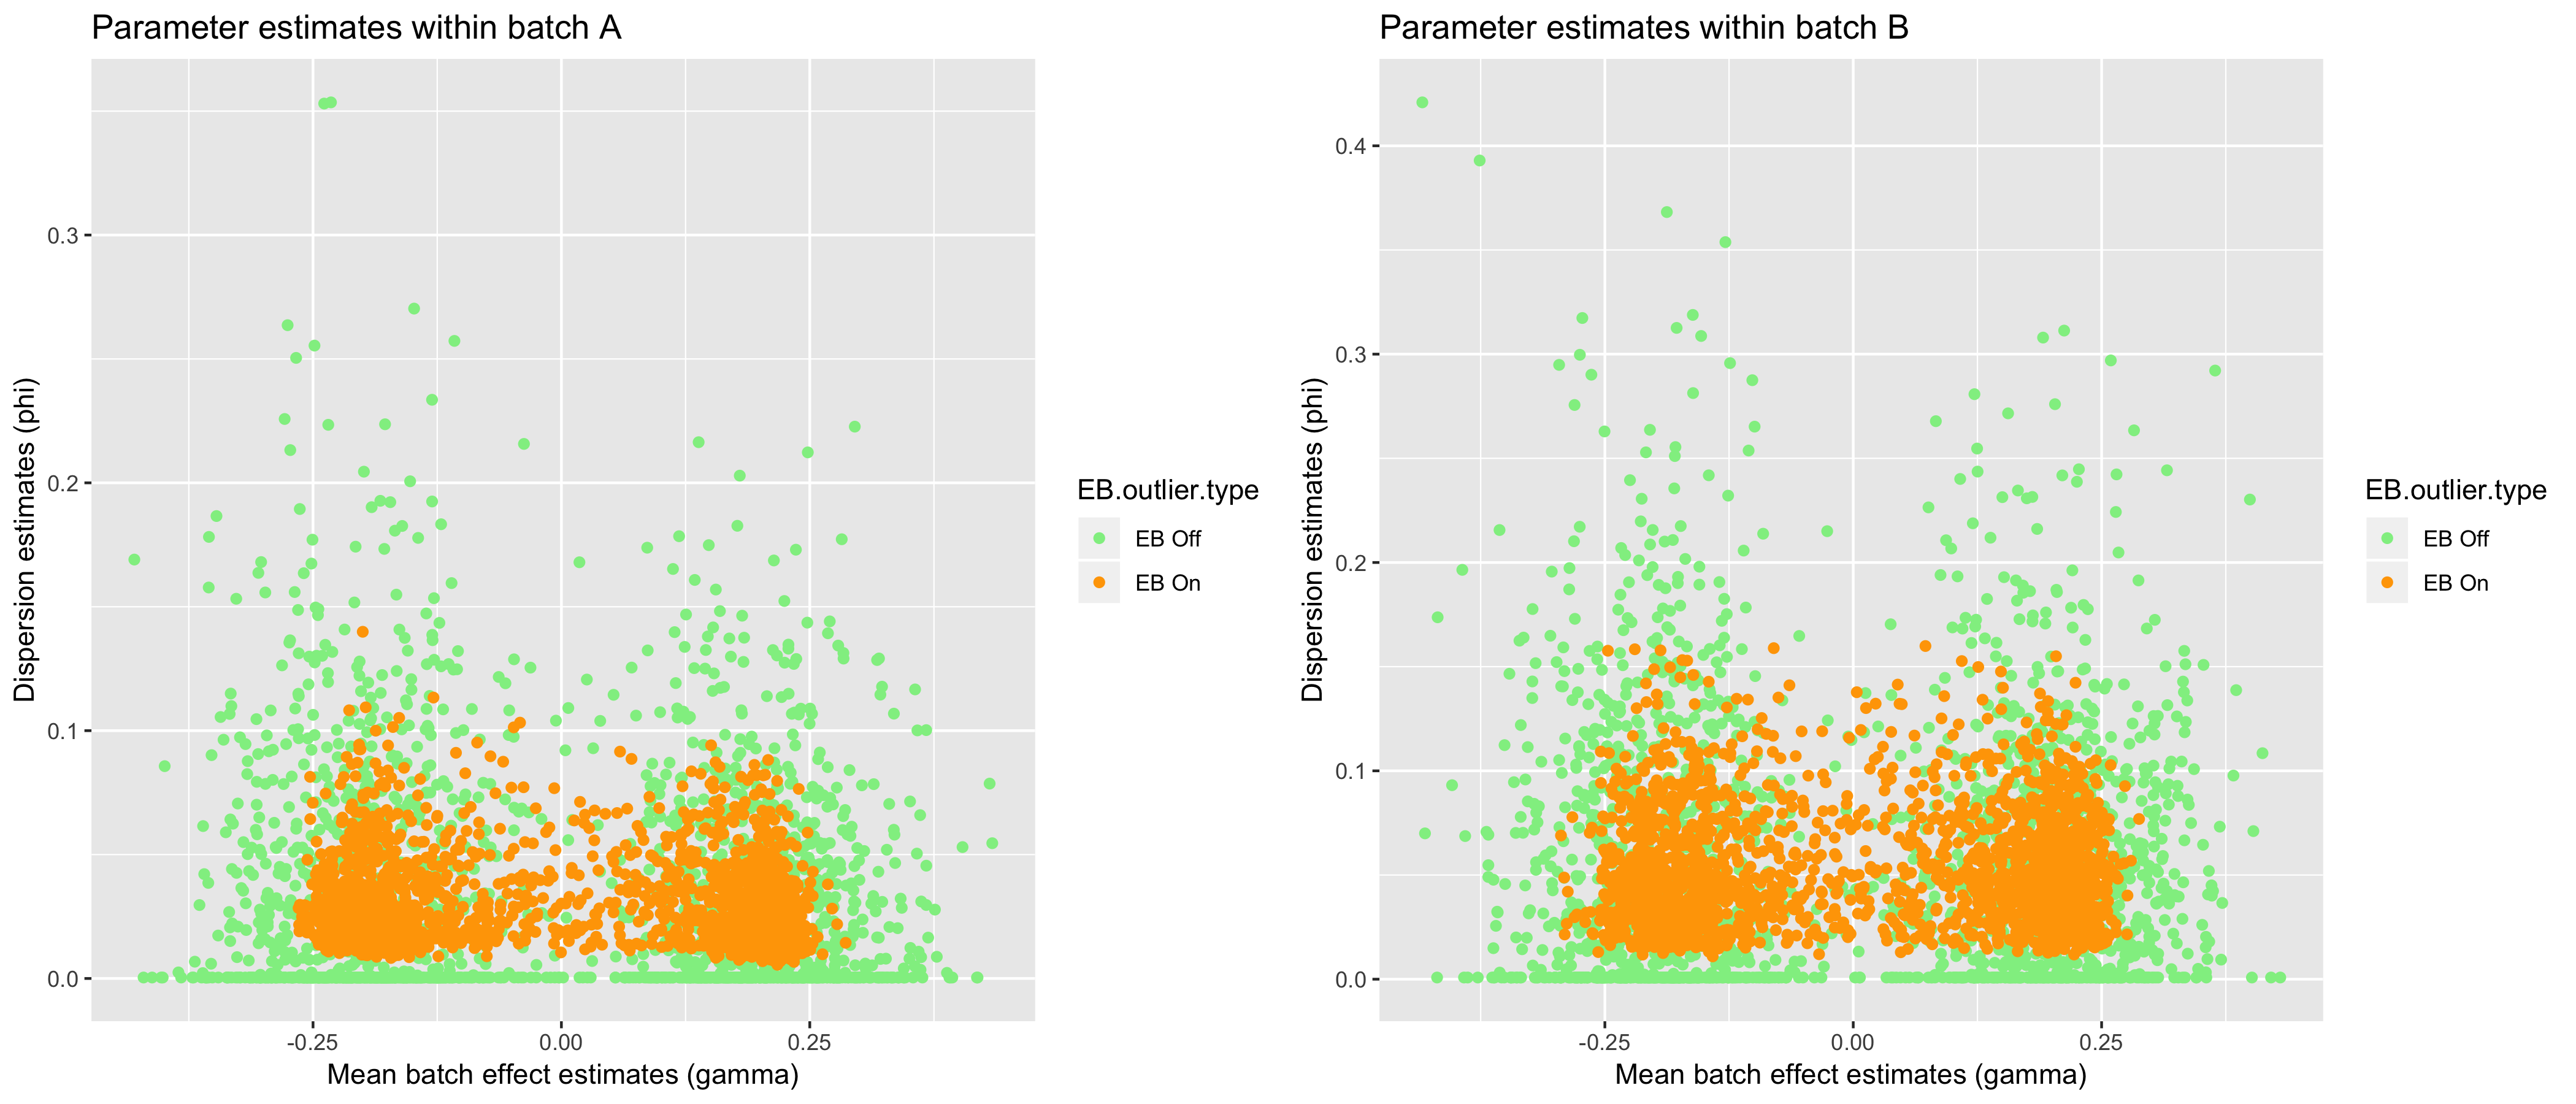 Parameter estimates within batch A
Dispersion estimates (phi)
0.3
0.2
0.1
0.0
-0.25 0.00 0.25
Mean batch effect estimates (gamma)
EB.outlier.type
EB Off
EB On
Parameter estimates within batch B
Dispersion estimates (phi)
0.4
0.3
0.2
0.1
0.0
-0.25 0.00 0.25
Mean batch effect estimates (gamma)
EB.outlier.type
EB Off
EB On